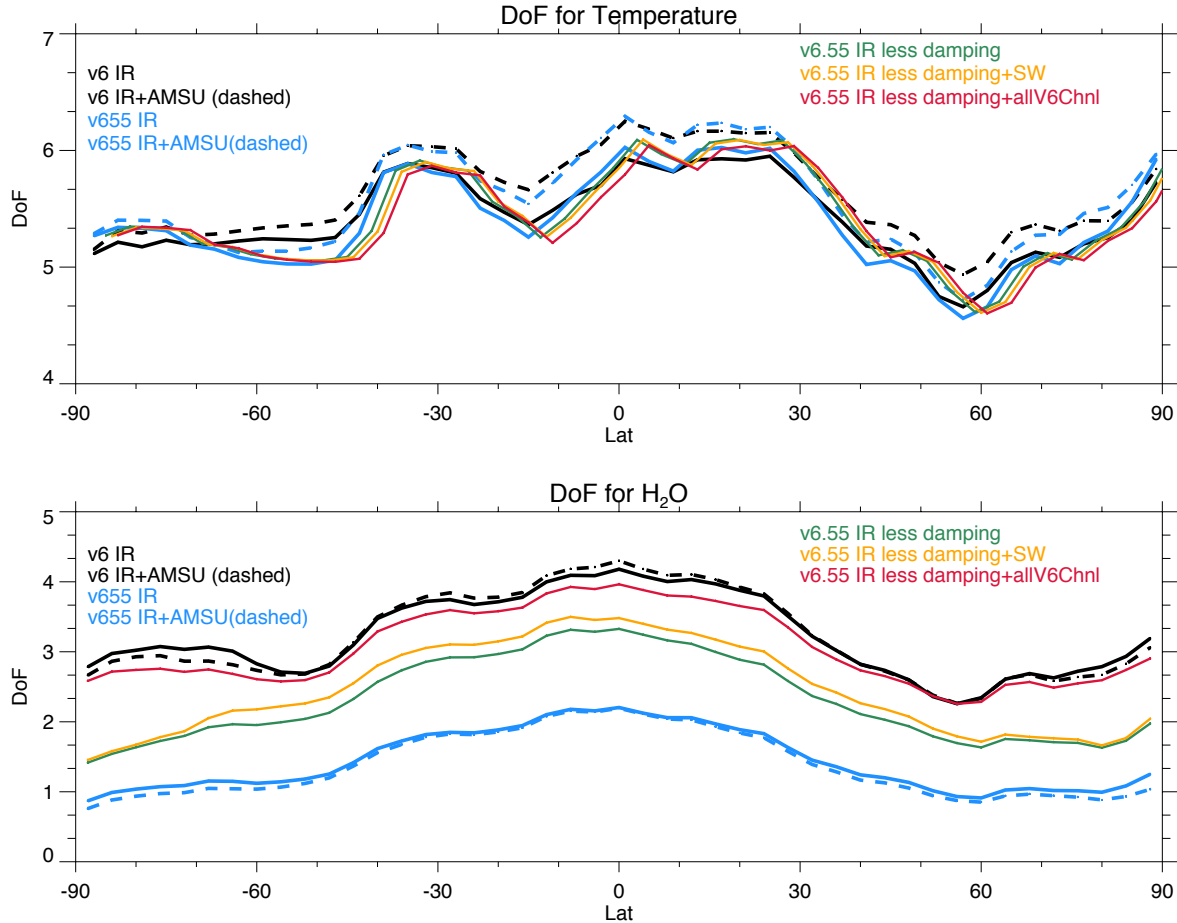 DoF for Temperature
v6 IR
v6 IR+AMSU (dashed)
v655 IR
v655 IR+AMSU(dashed)
v6.55 IR less damping
v6.55 IR less damping+SW
v6.55 IR less damping+allV6Chnl
7
6
5
4
DoF
-90 -60 -30 0 30 60 90
Lat
DoF for H₂O
v6 IR
v6 IR+AMSU (dashed)
v655 IR
v655 IR+AMSU(dashed)
v6.55 IR less damping
v6.55 IR less damping+SW
v6.55 IR less damping+allV6Chnl
5
4
3
2
1
0
DoF
-90 -60 -30 0 30 60 90
Lat